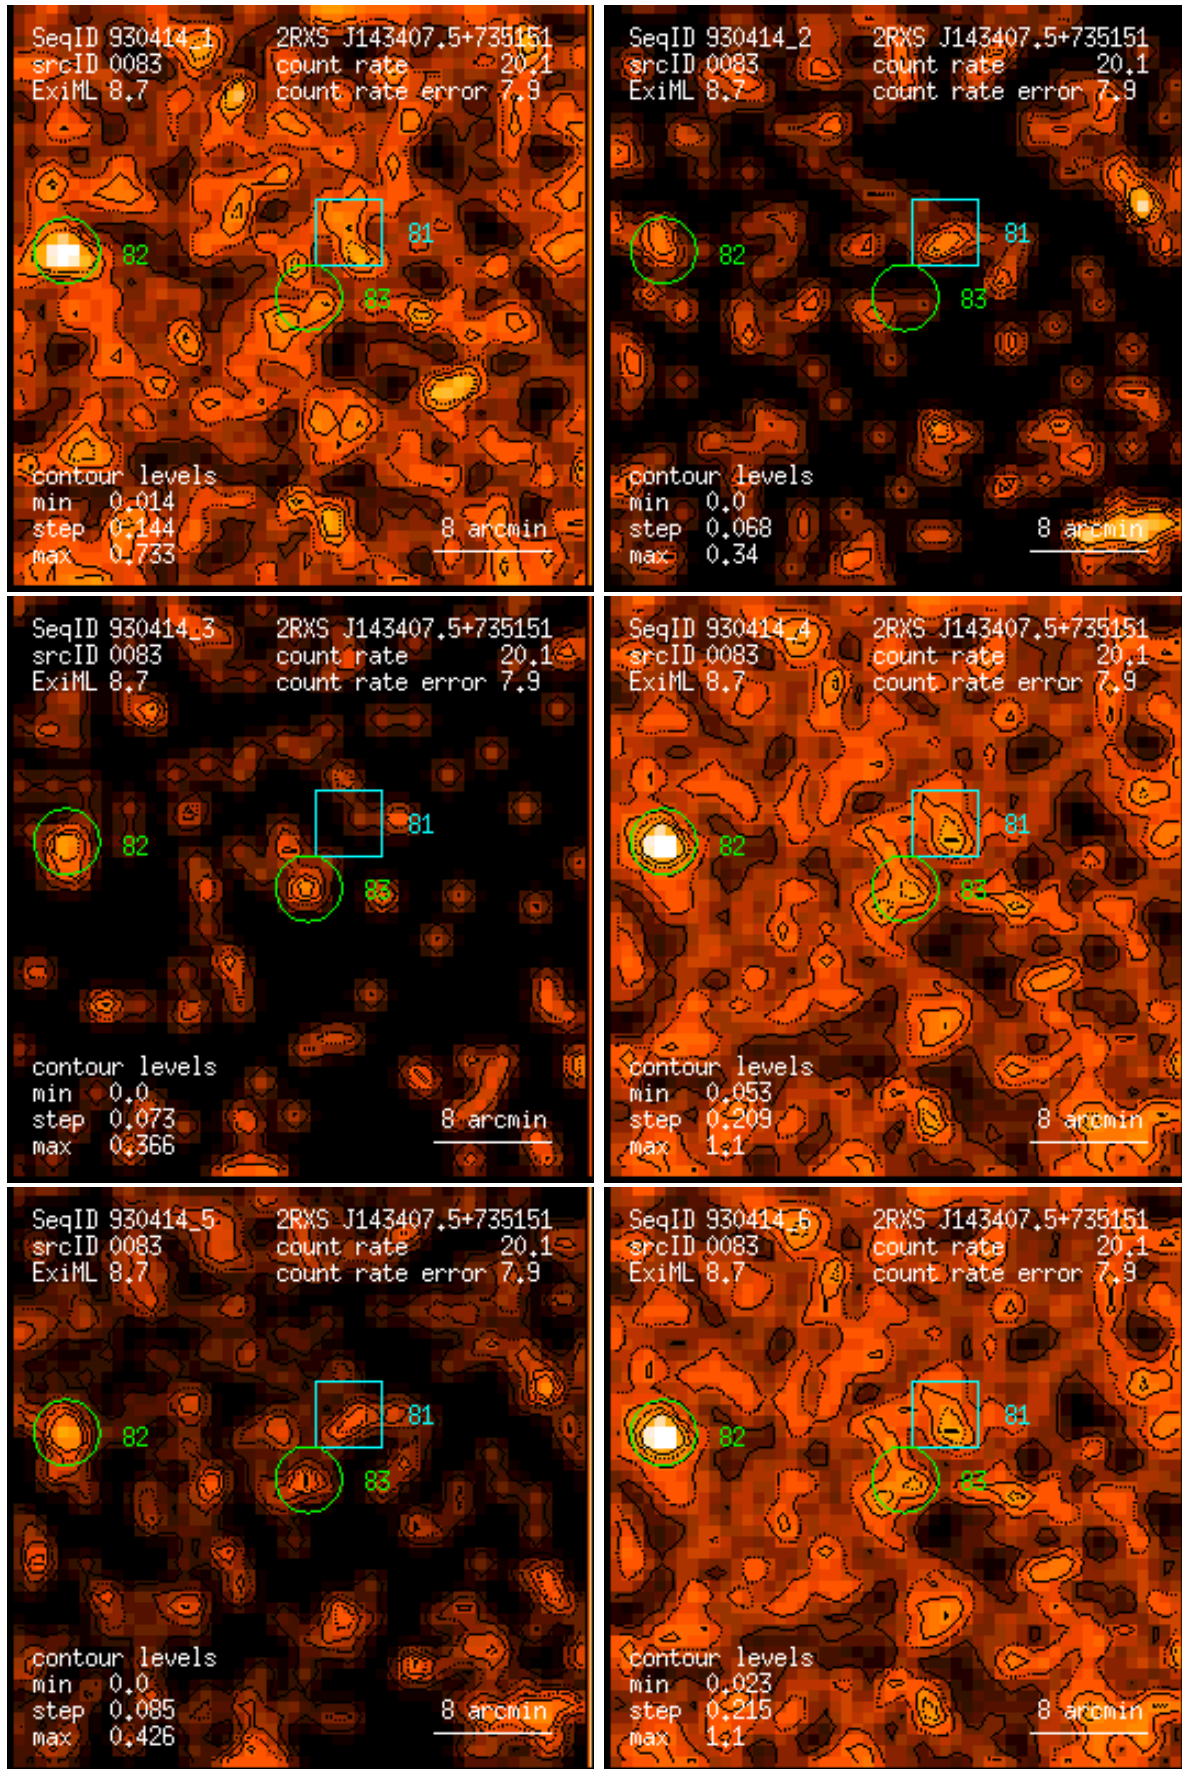 SeqID 930414_1 2RXS J143407.5+735151
srcID 0083 count rate 20.1
ExiML 8.7 count rate error 7.9
81
82
83
contour levels
min 0.014
step 0.144
max 0.733
8 arcmin
SeqID 930414_2 2RXS J143407.5+735151
srcID 0083 count rate 20.1
ExiML 8.7 count rate error 7.9
81
82
83
contour levels
min 0.0
step 0.068
max 0.34
8 arcmin
SeqID 930414_3 2RXS J143407.5+735151
srcID 0083 count rate 20.1
ExiML 8.7 count rate error 7.9
81
82
83
contour levels
min 0.0
step 0.073
max 0.366
8 arcmin
SeqID 930414_4 2RXS J143407.5+735151
srcID 0083 count rate 20.1
ExiML 8.7 count rate error 7.9
81
82
83
contour levels
min 0.053
step 0.209
max 1.1
8 arcmin
SeqID 930414_5 2RXS J143407.5+735151
srcID 0083 count rate 20.1
ExiML 8.7 count rate error 7.9
81
82
83
contour levels
min 0.0
step 0.085
max 0.426
8 arcmin
SeqID 930414_6 2RXS J143407.5+735151
srcID 0083 count rate 20.1
ExiML 8.7 count rate error 7.9
81
82
83
contour levels
min 0.023
step 0.215
max 1.1
8 arcmin